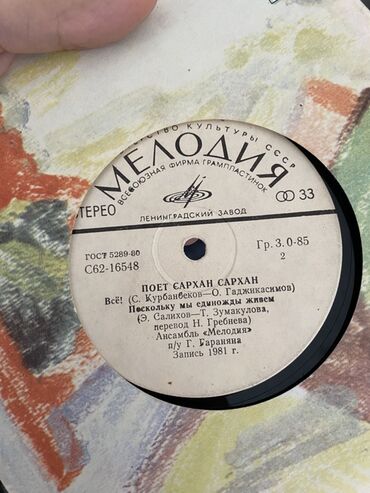 КУЛЬТУРЫ СССР
МЕЛОДИЯ
ВСЕСОЮЗНАЯ ФИРМА ГРАМПЛАСТИНОК
СТЕРЕО
33
ЛЕНИНГРАДСКИЙ ЗАВОД
ГОСТ 5289-80
С62-16548
Гр. 3. 0-85
2
ПОЕТ САРХАН САРХАН
Всё! (С. Курбанбеков—О. Гаджикасимов)
Поскольку мы единожды живем
(Э. Салихов—Т. Зумакулова,
перевод Н. Гребнева)
Ансамбль «Мелодия»
п/у Г. Гараняна
Запись 1981 г.